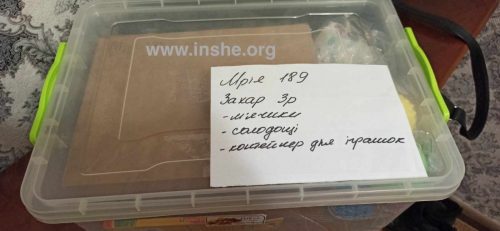 www.inshe.org
Мрія 189
Захар 3р
- м'ячики
- солодощі
- контейнер для іграшок